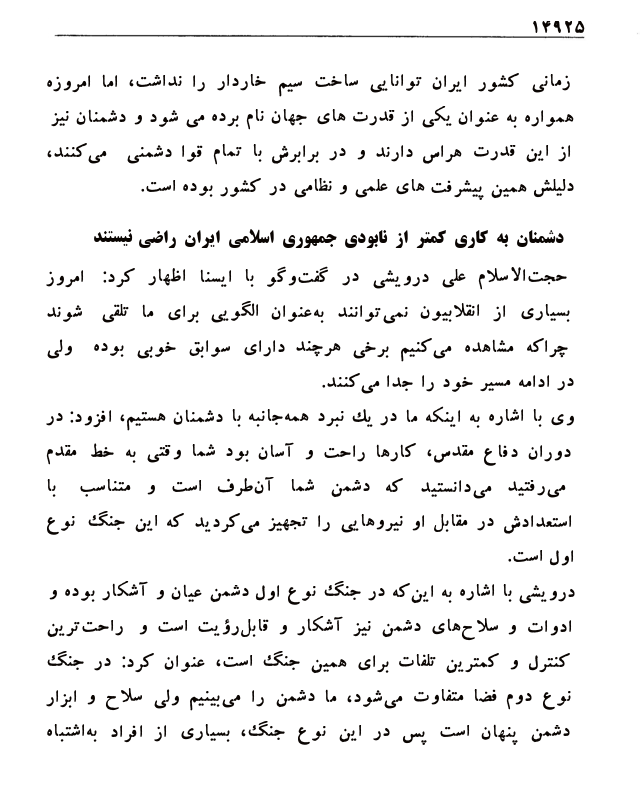 ۱۴۹۲۵
زمانی کشور ایران توانایی ساخت سیم خاردار را نداشت، اما امروزه
همواره به عنوان یکی از قدرت های جهان نام برده می شود و دشمنان نیز
از این قدرت هراس دارند و در برابرش با تمام قوا دشمنی می‌کنند،
دلیلش همین پیشرفت های علمی و نظامی در کشور بوده است.
دشمنان به کاری کمتر از نابودی جمهوری اسلامی ایران راضی نیستند
حجت‌الاسلام علی درویشی در گفت‌وگو با ایسنا اظهار کرد: امروز
بسیاری از انقلابیون نمی‌توانند به‌عنوان الگویی برای ما تلقی شوند
چراکه مشاهده می‌کنیم برخی هرچند دارای سوابق خوبی بوده ولی
در ادامه مسیر خود را جدا می‌کنند.
وی با اشاره به اینکه ما در یك نبرد همه‌جانبه با دشمنان هستیم، افزود: در
دوران دفاع مقدس، کارها راحت و آسان بود شما وقتی به خط مقدم
می‌رفتید می‌دانستید که دشمن شما آن‌طرف است و متناسب با
استعدادش در مقابل او نیروهایی را تجهیز می‌کردید که این جنگ نوع
اول است.
درویشی با اشاره به این‌که در جنگ نوع اول دشمن عیان و آشکار بوده و
ادوات و سلاح‌های دشمن نیز آشکار و قابل‌رؤیت است و راحت‌ترین
کنترل و کمترین تلفات برای همین جنگ است، عنوان کرد: در جنگ
نوع دوم فضا متفاوت می‌شود، ما دشمن را می‌بینیم ولی سلاح و ابزار
دشمن پنهان است پس در این نوع جنگ، بسیاری از افراد به‌اشتباه